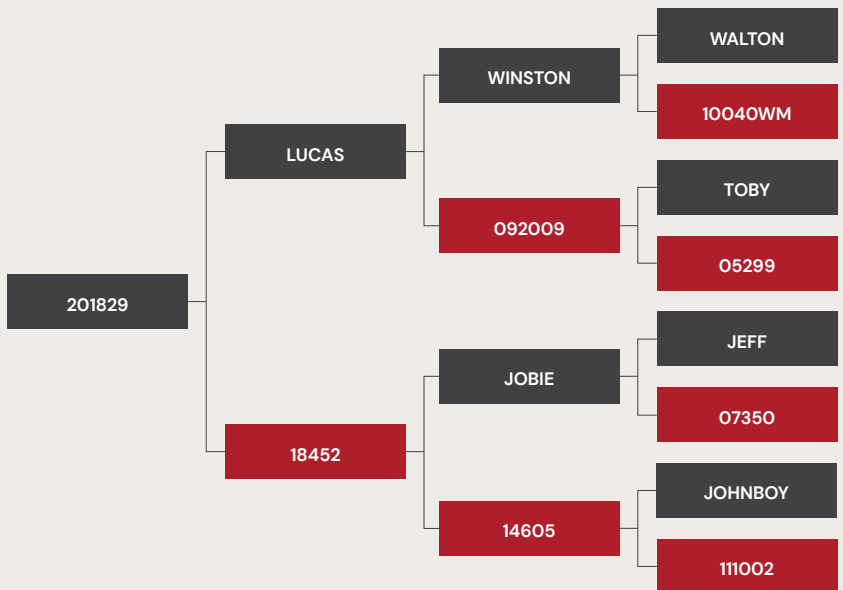 WALTON
WINSTON
10040WM
LUCAS
TOBY
092009
05299
201829
JEFF
JOBIE
07350
18452
JOHNBOY
14605
111002